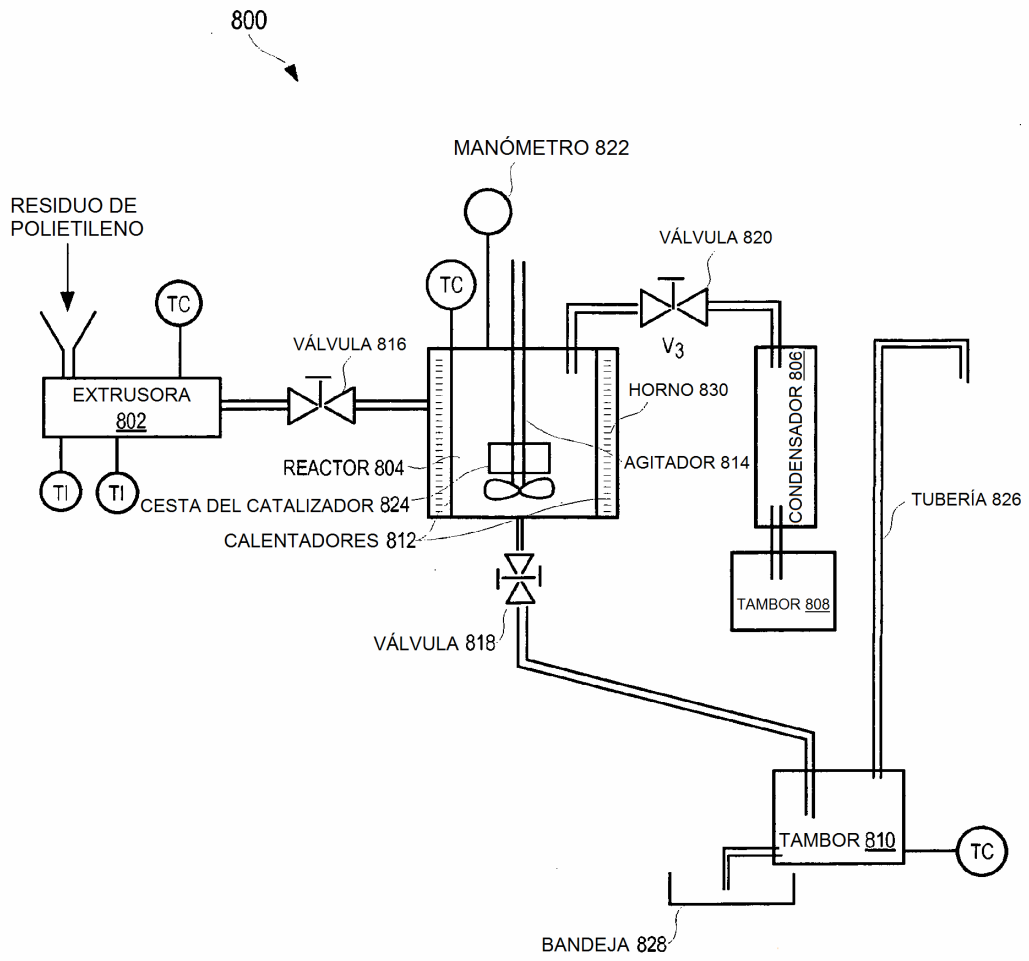 800
MANÓMETRO 822
RESIDUO DE
POLIETILENO
VÁLVULA 820
TC
TC
V3
VÁLVULA 816
EXTRUSORA
802
HORNO 830
CONDENSADOR 806
REACTOR 804
AGITADOR 814
TI
TI
CESTA DEL CATALIZADOR 824
TUBERÍA 826
CALENTADORES 812
TAMBOR 808
VÁLVULA 818
TAMBOR 810
TC
BANDEJA 828